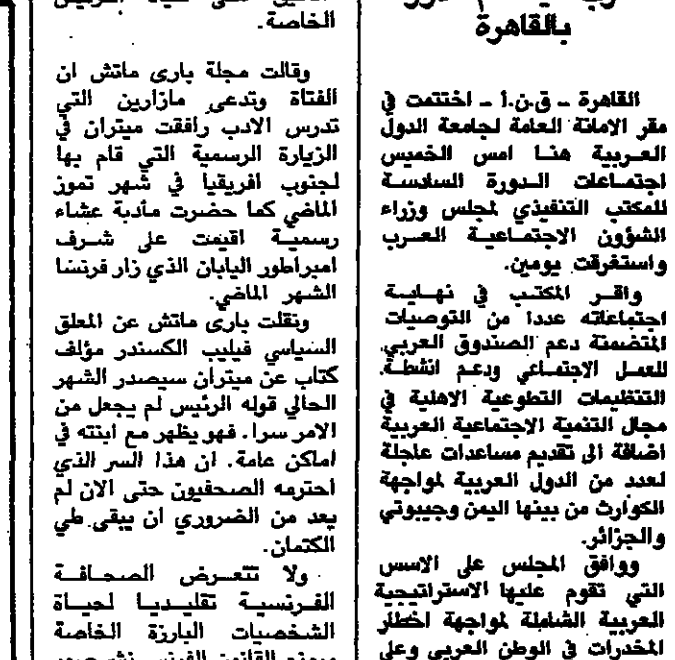 بالقاهرة
القاهرة - ق.ن.أ - اختتمت في
مقر الامانة العامة لجامعة الدول
العربية هنا امس الخميس
اجتماعات الدورة السادسة
للمكتب التنفيذي لمجلس وزراء
الشؤون الاجتماعية العرب
واستغرقت يومين.
واقر المكتب في نهاية
اجتماعاته عددا من التوصيات
المتضمنة دعم الصندوق العربي
للعمل الاجتماعي ودعم انشطة
التنظيمات التطوعية الاهلية في
مجال التنمية الاجتماعية العربية
اضافة الى تقديم مساعدات عاجلة
لعدد من الدول العربية لمواجهة
الكوارث من بينها اليمن وجيبوتي
والجزائر.
ووافق المجلس على الاسس
التي تقوم عليها الاستراتيجية
العربية الشاملة لمواجهة اخطار
المخدرات في الوطن العربي وعلى
الخاصة.
وقالت مجلة باري ماتش ان
الفتاة وتدعى مازارين التي
تدرس الادب رافقت ميتران في
الزيارة الرسمية التي قام بها
لجنوب افريقيا في شهر تموز
الماضي كما حضرت مأدبة عشاء
رسمية اقيمت على شرف
امبراطور اليابان الذي زار فرنسا
الشهر الماضي.
ونقلت باري ماتش عن المعلق
السياسي فيليب الكسندر مؤلف
كتاب عن ميتران سيصدر الشهر
الحالي قوله الرئيس لم يجعل من
الامر سرا. فهو يظهر مع ابنته في
اماكن عامة. ان هذا السر الذي
احترمه الصحفيون حتى الان لم
يعد من الضروري ان يبقى طي
الكتمان.
ولا تتعرض الصحافة
الفرنسية تقليديا لحياة
الشخصيات البارزة الخاصة